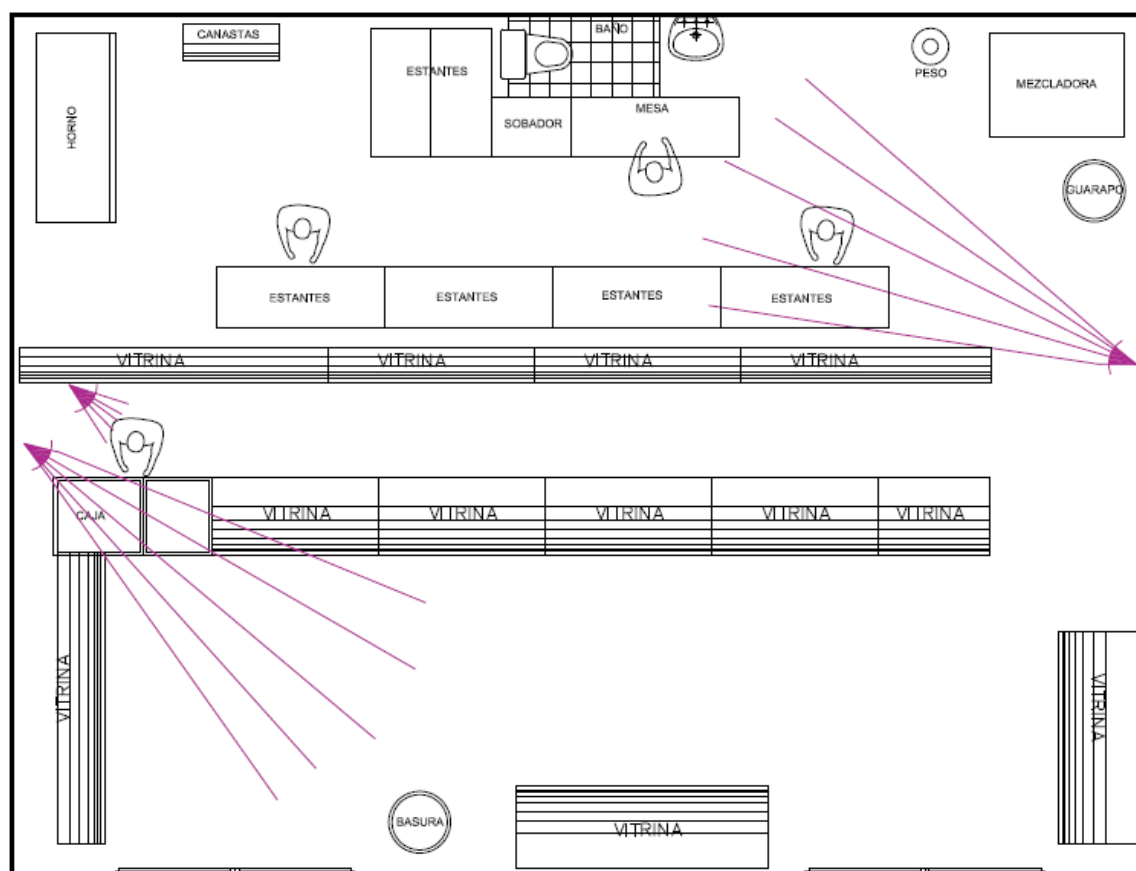 CANASTAS
BAÑO
ESTANTES
PESO
MEZCLADORA
HORNO
SOBADOR
MESA
GUARAPO
ESTANTES
ESTANTES
ESTANTES
ESTANTES
VITRINA
VITRINA
VITRINA
VITRINA
CAJA
VITRINA
VITRINA
VITRINA
VITRINA
VITRINA
VITRINA
VITRINA
BASURA
VITRINA